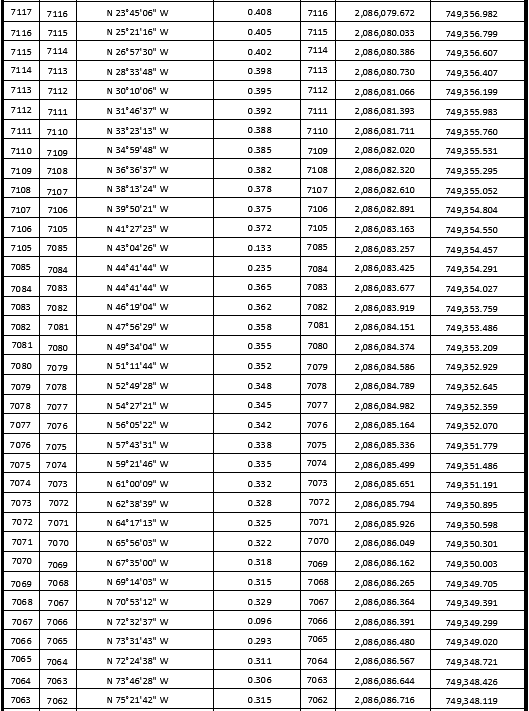 7117 7116 N 23°45'06" W 0.408 7116 2,086,079.672 749,356.982
7116 7115 N 25°21'16" W 0.405 7115 2,086,080.033 749,356.799
7115 7114 N 26°57'30" W 0.402 7114 2,086,080.386 749,356.607
7114 7113 N 28°33'48" W 0.398 7113 2,086,080.730 749,356.407
7113 7112 N 30°10'06" W 0.395 7112 2,086,081.066 749,356.199
7112 7111 N 31°46'37" W 0.392 7111 2,086,081.393 749,355.983
7111 7110 N 33°23'13" W 0.388 7110 2,086,081.711 749,355.760
7110 7109 N 34°59'48" W 0.385 7109 2,086,082.020 749,355.531
7109 7108 N 36°36'37" W 0.382 7108 2,086,082.320 749,355.295
7108 7107 N 38°13'24" W 0.378 7107 2,086,082.610 749,355.052
7107 7106 N 39°50'21" W 0.375 7106 2,086,082.891 749,354.804
7106 7105 N 41°27'23" W 0.372 7105 2,086,083.163 749,354.550
7105 7085 N 43°04'26" W 0.133 7085 2,086,083.257 749,354.457
7085 7084 N 44°41'44" W 0.235 7084 2,086,083.425 749,354.291
7084 7083 N 44°41'44" W 0.365 7083 2,086,083.677 749,354.027
7083 7082 N 46°19'04" W 0.362 7082 2,086,083.919 749,353.759
7082 7081 N 47°56'29" W 0.358 7081 2,086,084.151 749,353.486
7081 7080 N 49°34'04" W 0.355 7080 2,086,084.374 749,353.209
7080 7079 N 51°11'44" W 0.352 7079 2,086,084.586 749,352.929
7079 7078 N 52°49'28" W 0.348 7078 2,086,084.789 749,352.645
7078 7077 N 54°27'21" W 0.345 7077 2,086,084.982 749,352.359
7077 7076 N 56°05'22" W 0.342 7076 2,086,085.164 749,352.070
7076 7075 N 57°43'31" W 0.338 7075 2,086,085.336 749,351.779
7075 7074 N 59°21'46" W 0.335 7074 2,086,085.499 749,351.486
7074 7073 N 61°00'09" W 0.332 7073 2,086,085.651 749,351.191
7073 7072 N 62°38'39" W 0.328 7072 2,086,085.794 749,350.895
7072 7071 N 64°17'13" W 0.325 7071 2,086,085.926 749,350.598
7071 7070 N 65°56'03" W 0.322 7070 2,086,086.049 749,350.301
7070 7069 N 67°35'00" W 0.318 7069 2,086,086.162 749,350.003
7069 7068 N 69°14'03" W 0.315 7068 2,086,086.265 749,349.705
7068 7067 N 70°53'12" W 0.329 7067 2,086,086.364 749,349.391
7067 7066 N 72°32'37" W 0.096 7066 2,086,086.391 749,349.299
7066 7065 N 73°31'43" W 0.293 7065 2,086,086.480 749,349.020
7065 7064 N 72°24'38" W 0.311 7064 2,086,086.567 749,348.721
7064 7063 N 73°46'28" W 0.306 7063 2,086,086.644 749,348.426
7063 7062 N 75°21'42" W 0.315 7062 2,086,086.716 749,348.119